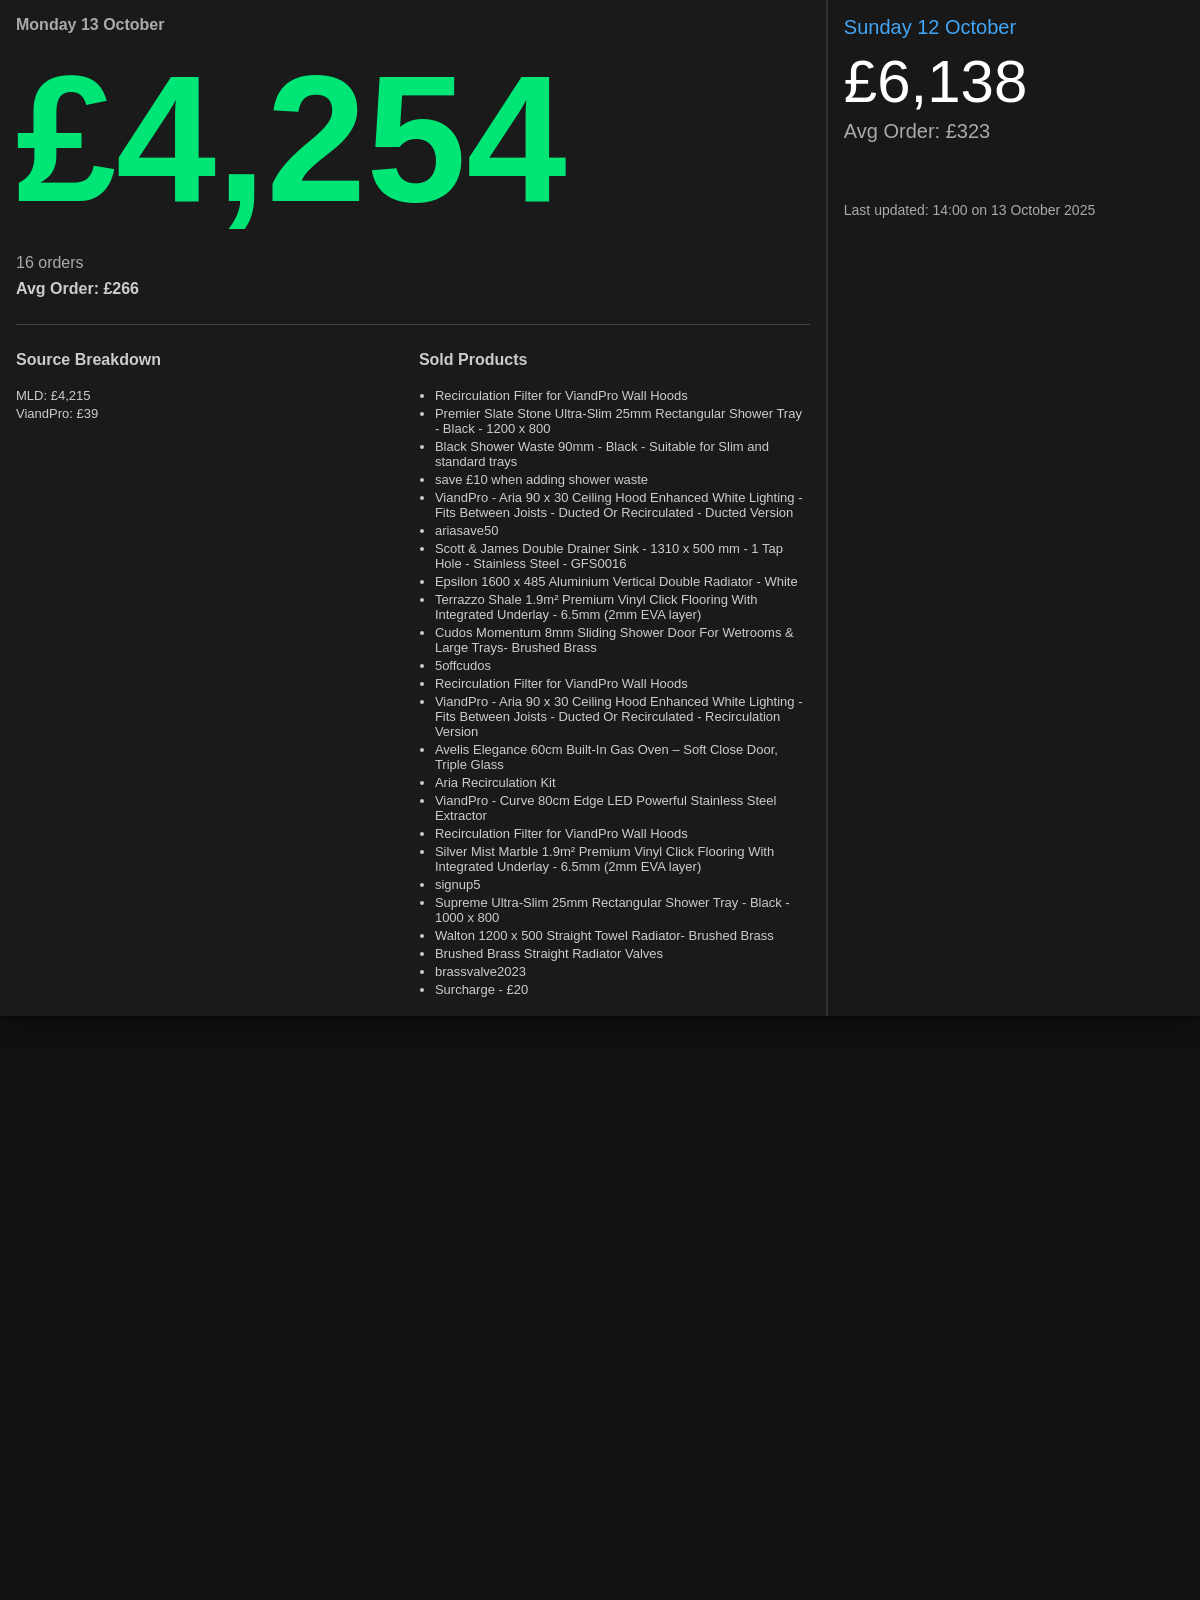 Monday 13 October
£4,254
16 orders
Avg Order: £266
Source Breakdown
MLD: £4,215
ViandPro: £39
Sold Products
• Recirculation Filter for ViandPro Wall Hoods
• Premier Slate Stone Ultra-Slim 25mm Rectangular Shower Tray
- Black - 1200 x 800
• Black Shower Waste 90mm - Black - Suitable for Slim and
standard trays
• save £10 when adding shower waste
• ViandPro - Aria 90 x 30 Ceiling Hood Enhanced White Lighting -
Fits Between Joists - Ducted Or Recirculated - Ducted Version
• ariasave50
• Scott & James Double Drainer Sink - 1310 x 500 mm - 1 Tap
Hole - Stainless Steel - GFS0016
• Epsilon 1600 x 485 Aluminium Vertical Double Radiator - White
• Terrazzo Shale 1.9m² Premium Vinyl Click Flooring With
Integrated Underlay - 6.5mm (2mm EVA layer)
• Cudos Momentum 8mm Sliding Shower Door For Wetrooms &
Large Trays- Brushed Brass
• 5offcudos
• Recirculation Filter for ViandPro Wall Hoods
• ViandPro - Aria 90 x 30 Ceiling Hood Enhanced White Lighting -
Fits Between Joists - Ducted Or Recirculated - Recirculation
Version
• Avelis Elegance 60cm Built-In Gas Oven – Soft Close Door,
Triple Glass
• Aria Recirculation Kit
• ViandPro - Curve 80cm Edge LED Powerful Stainless Steel
Extractor
• Recirculation Filter for ViandPro Wall Hoods
• Silver Mist Marble 1.9m² Premium Vinyl Click Flooring With
Integrated Underlay - 6.5mm (2mm EVA layer)
• signup5
• Supreme Ultra-Slim 25mm Rectangular Shower Tray - Black -
1000 x 800
• Walton 1200 x 500 Straight Towel Radiator- Brushed Brass
• Brushed Brass Straight Radiator Valves
• brassvalve2023
• Surcharge - £20
Sunday 12 October
£6,138
Avg Order: £323
Last updated: 14:00 on 13 October 2025